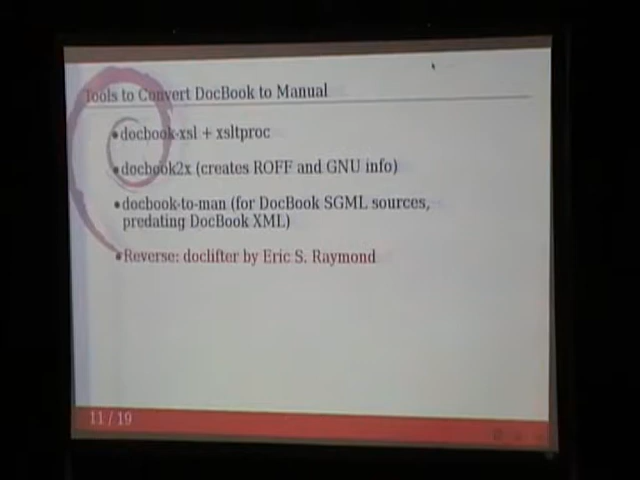 Tools to Convert DocBook to Manual
•docbook-xsl + xsltproc
•docbook2x (creates ROFF and GNU info)
•docbook-to-man (for DocBook SGML sources,
predating DocBook XML)
•Reverse: doclifter by Eric S. Raymond
11 / 19